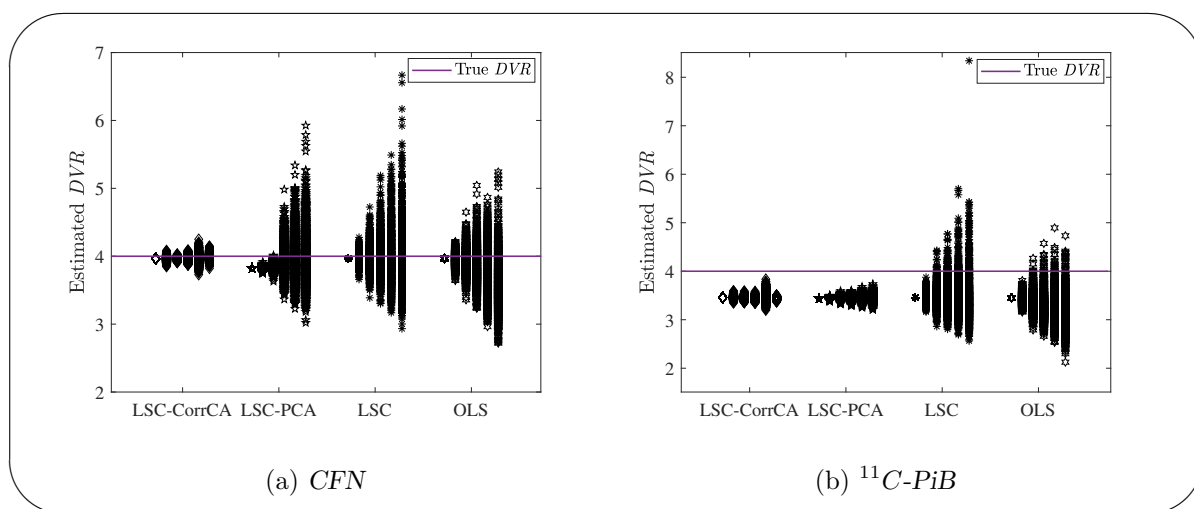 7
6
5
4
3
2
Estimated DVR
True DVR
LSC-CorrCA LSC-PCA LSC OLS
(a) CFN
8
7
6
5
4
3
2
Estimated DVR
True DVR
LSC-CorrCA LSC-PCA LSC OLS
(b) ¹¹C-PiB